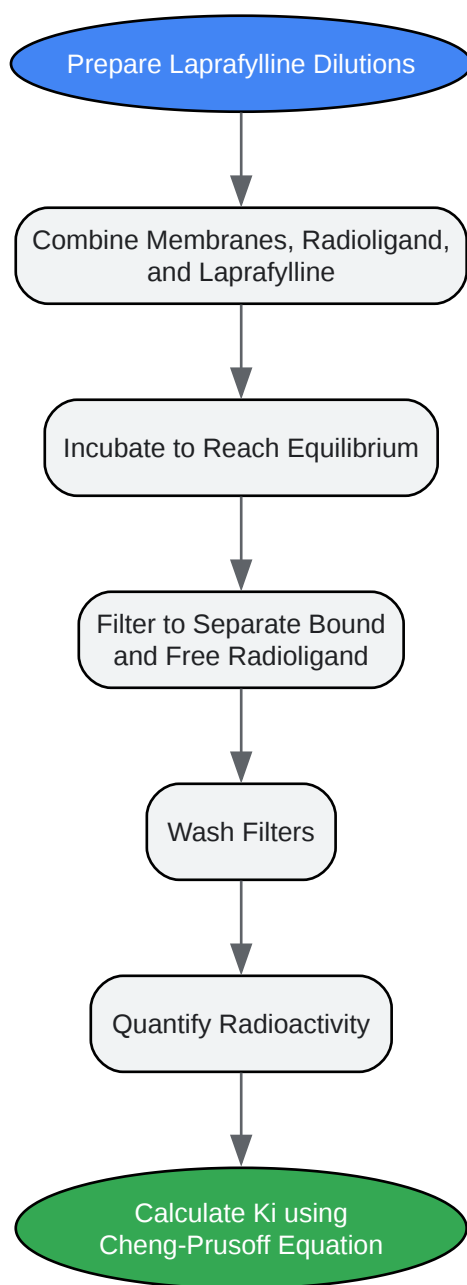 Prepare Laprafylline Dilutions
Combine Membranes, Radioligand,
and Laprafylline
Incubate to Reach Equilibrium
Filter to Separate Bound
and Free Radioligand
Wash Filters
Quantify Radioactivity
Calculate Ki using
Cheng-Prusoff Equation